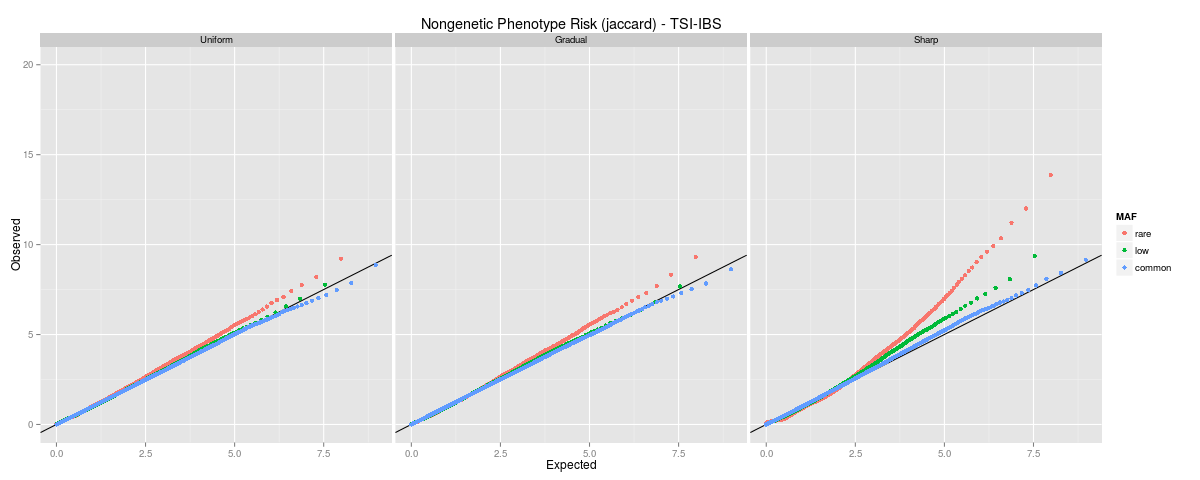 Nongenetic Phenotype Risk (jaccard) - TSI-IBS
Uniform Gradual Sharp
20
15
10
5
0
Observed
0.0 2.5 5.0 7.5 0.0 2.5 5.0 7.5 0.0 2.5 5.0 7.5
Expected
MAF
rare
low
common